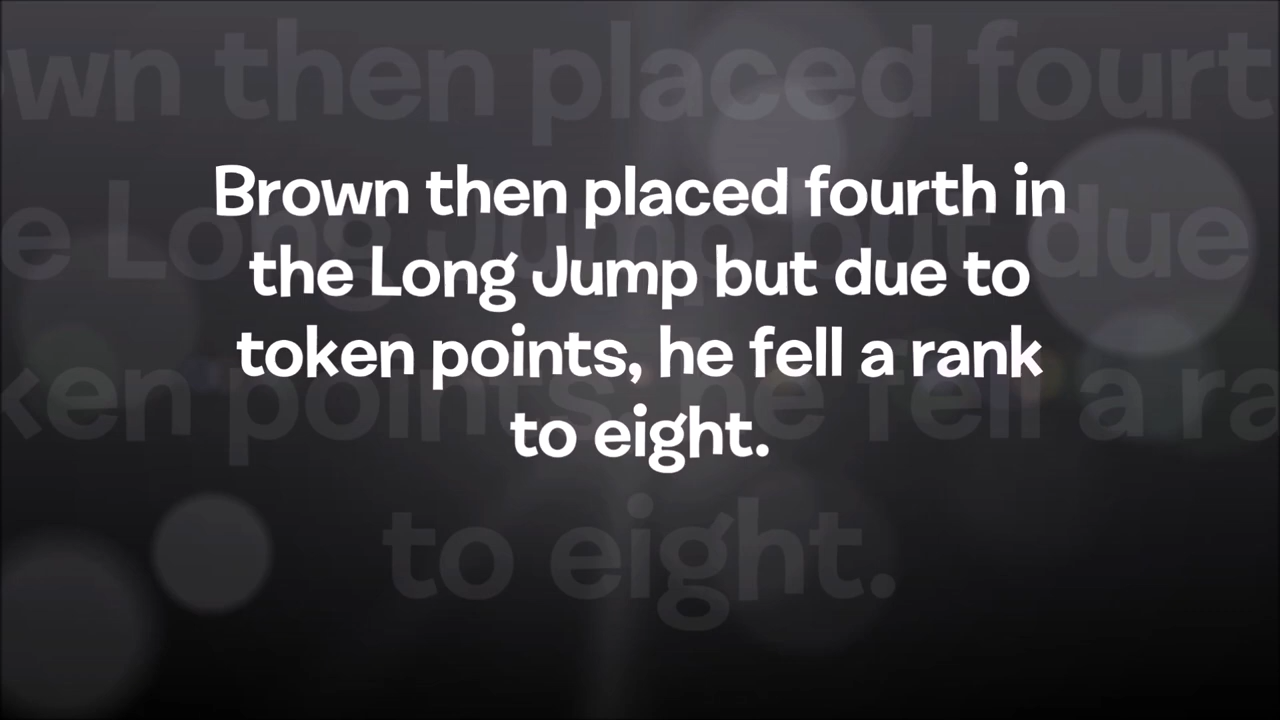 Brown then placed fourth in
the Long Jump but due to
token points, he fell a rank
to eight.